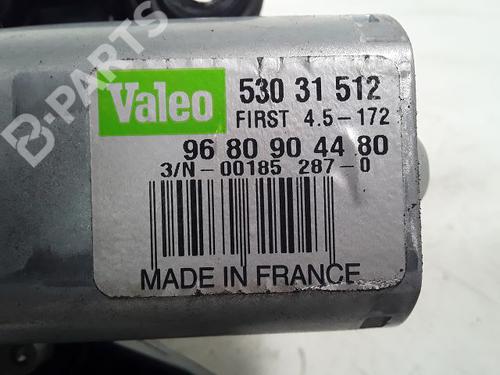 Valeo
530 31 512
FIRST 4.5-172
96 80 90 44 80
3/N-00185 287-0
MADE IN FRANCE
B-PARTS